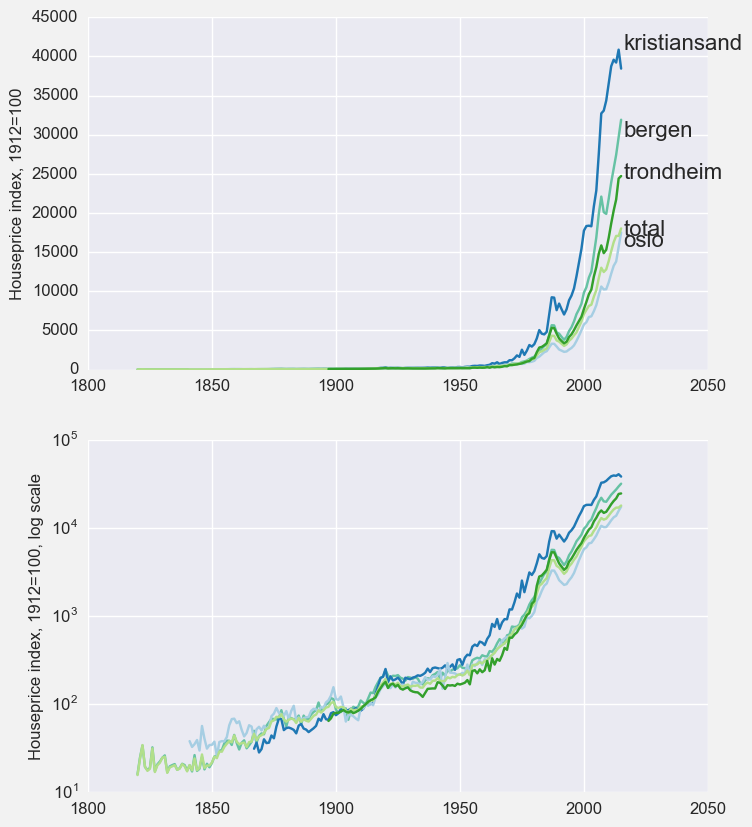 45000
40000
35000
30000
25000
20000
15000
10000
5000
0
Houseprice index, 1912=100
kristiansand
bergen
trondheim
total
oslo
1800 1850 1900 1950 2000 2050
10^5
10^4
10^3
10^2
10^1
Houseprice index, 1912=100, log scale
1800 1850 1900 1950 2000 2050